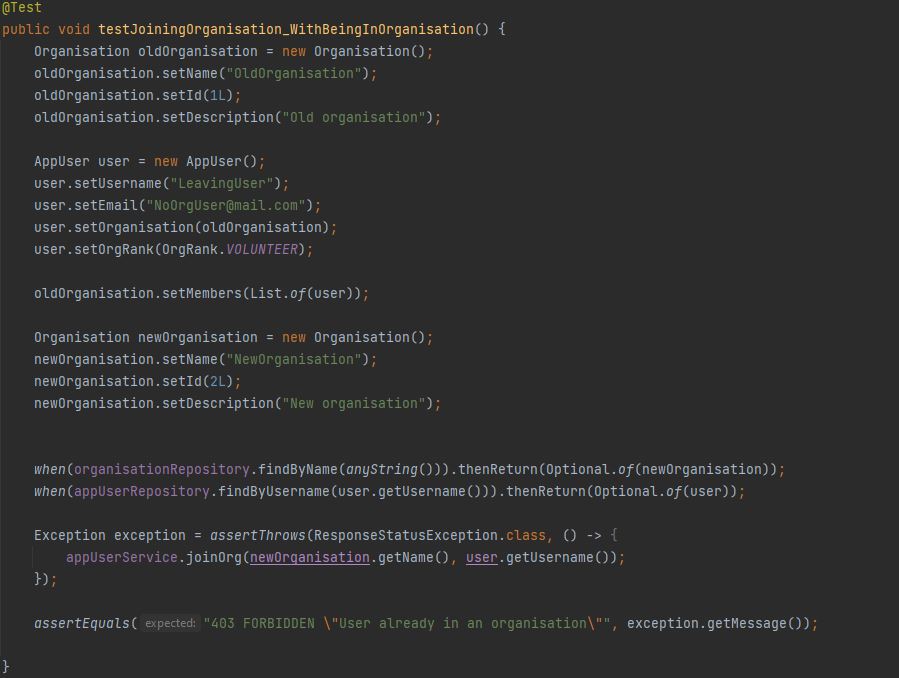 @Test
public void testJoiningOrganisation_WithBeingInOrganisation() {
Organisation oldOrganisation = new Organisation();
oldOrganisation.setName("OldOrganisation");
oldOrganisation.setId(1L);
oldOrganisation.setDescription("Old organisation");
AppUser user = new AppUser();
user.setUsername("LeavingUser");
user.setEmail("NoOrgUser@mail.com");
user.setOrganisation(oldOrganisation);
user.setOrgRank(OrgRank.VOLUNTEER);
oldOrganisation.setMembers(List.of(user));
Organisation newOrganisation = new Organisation();
newOrganisation.setName("NewOrganisation");
newOrganisation.setId(2L);
newOrganisation.setDescription("New organisation");
when(organisationRepository.findByName(anyString())).thenReturn(Optional.of(newOrganisation));
when(appUserRepository.findByUsername(user.getUsername())).thenReturn(Optional.of(user));
Exception exception = assertThrows(ResponseStatusException.class, () -> {
appUserService.joinOrg(newOrganisation.getName(), user.getUsername());
});
assertEquals( expected: "403 FORBIDDEN \"User already in an organisation\"", exception.getMessage());
}